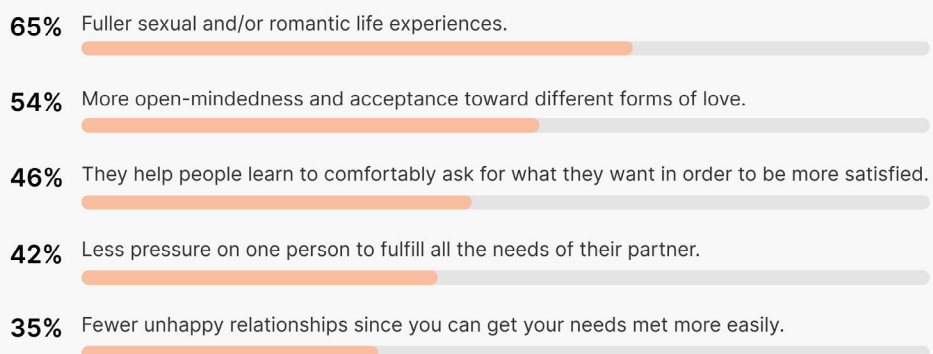 65% Fuller sexual and/or romantic life experiences.
54% More open-mindedness and acceptance toward different forms of love.
46% They help people learn to comfortably ask for what they want in order to be more satisfied.
42% Less pressure on one person to fulfill all the needs of their partner.
35% Fewer unhappy relationships since you can get your needs met more easily.